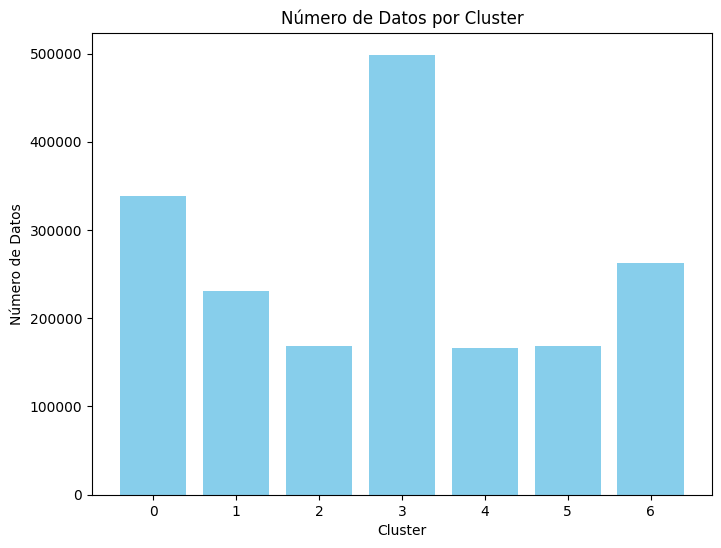 Número de Datos por Cluster
Número de Datos
500000
400000
300000
200000
100000
0
0 1 2 3 4 5 6
Cluster